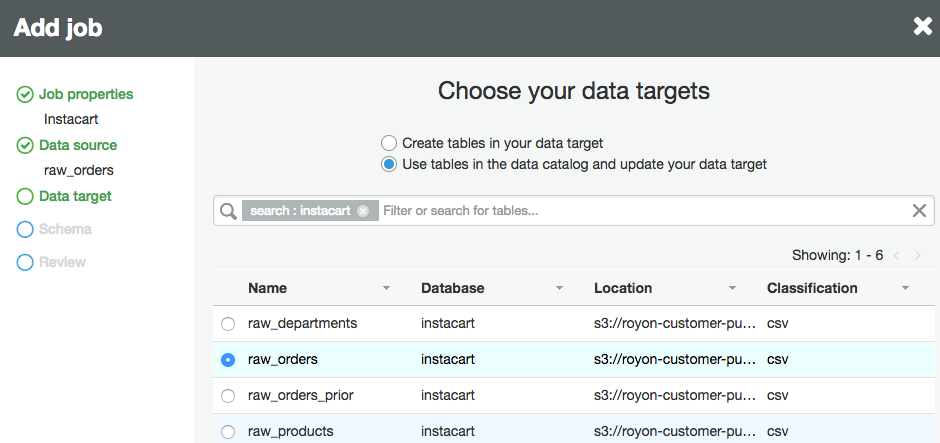 Add job
Job properties
Instacart
Data source
raw_orders
Data target
Schema
Review
Choose your data targets
Create tables in your data target
Use tables in the data catalog and update your data target
search : instacart Filter or search for tables...
Showing: 1 - 6
Name Database Location Classification
raw_departments instacart s3://royon-customer-pu... csv
raw_orders instacart s3://royon-customer-pu... csv
raw_orders_prior instacart s3://royon-customer-pu... csv
raw_products instacart s3://royon-customer-pu... csv